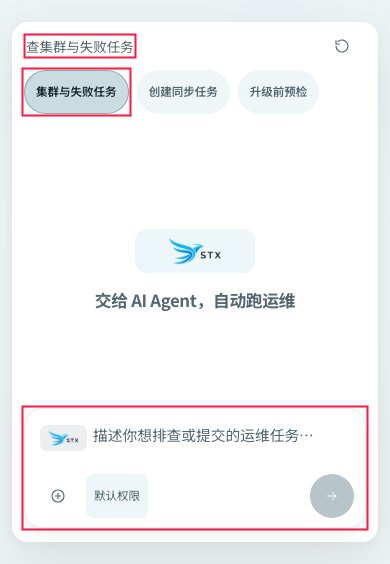 查集群与失败任务
集群与失败任务
创建同步任务
升级前预检
STX
交给 AI Agent，自动跑运维
STX
描述你想排查或提交的运维任务…
默认权限